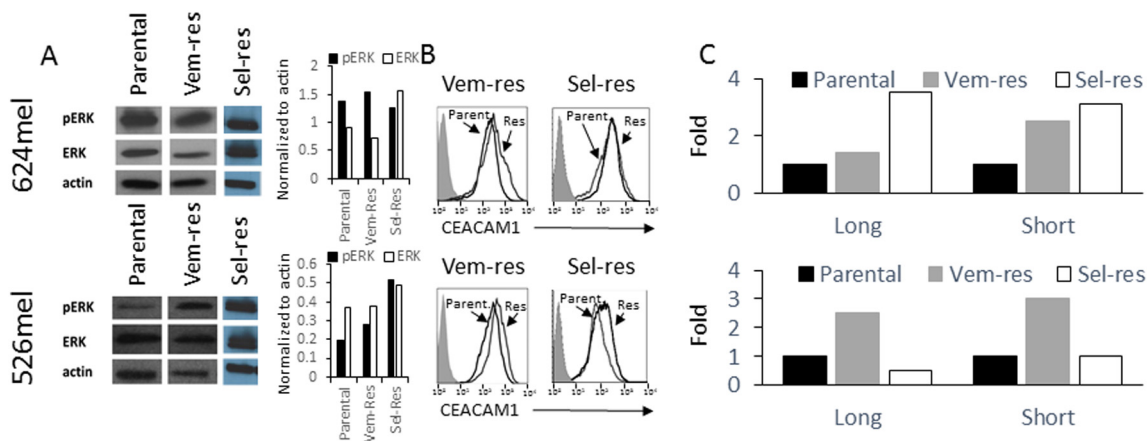 A
Parental
Vem-res
Sel-res
624mel
pERK
ERK
actin
526mel
Parental
Vem-res
Sel-res
pERK
ERK
actin
pERK ERK
Normalized to actin
2
1.5
1
0.5
0
Parental
Vem-Res
Sel-Res
pERK ERK
Normalized to actin
0.6
0.5
0.4
0.3
0.2
0.1
0
Parental
Vem-Res
Sel-Res
B
Vem-res Sel-res
Parent. Res
Parent. Res
CEACAM1
Vem-res Sel-res
Parent. Res
Parent. Res
CEACAM1
C
Parental Vem-res Sel-res
Fold
4
2
0
Long Short
Parental Vem-res Sel-res
Fold
4
3
2
1
0
Long Short